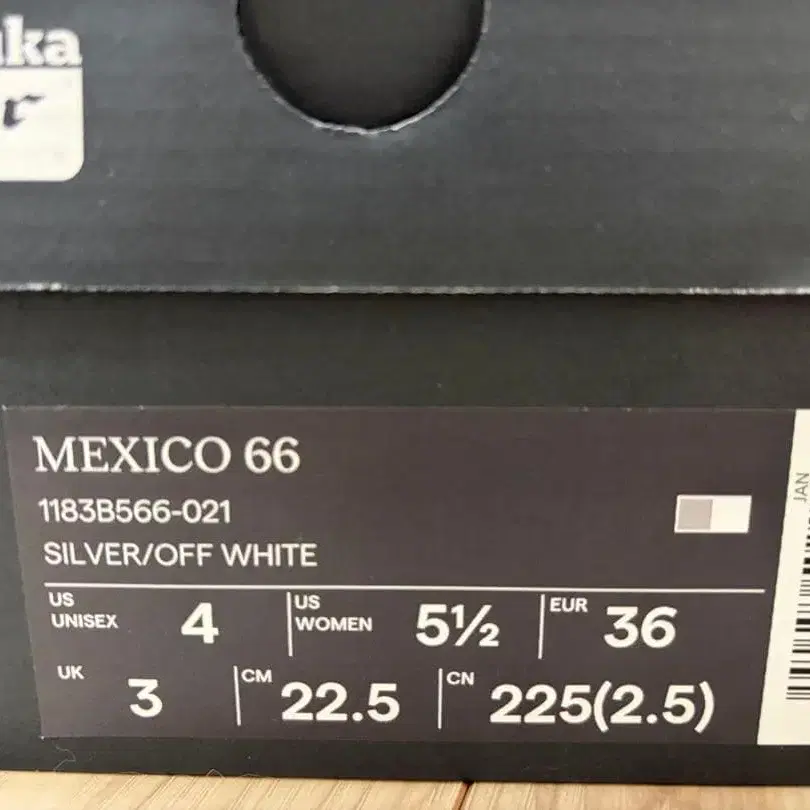 ka
MEXICO 66
1183B566-021
SILVER/OFF WHITE
US UNISEX 4
US WOMEN 5½
EUR 36
UK 3
CM 22.5
CN 225(2.5)
JAN